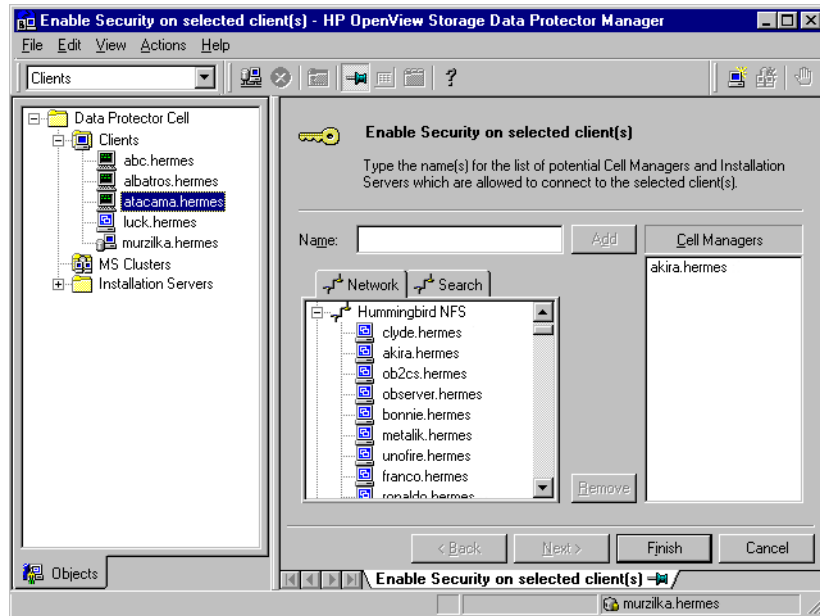 Enable Security on selected client(s) - HP OpenView Storage Data Protector Manager
File Edit View Actions Help
Clients
Data Protector Cell
Clients
abc.hermes
albatros.hermes
atacama.hermes
luck.hermes
murzilka.hermes
MS Clusters
Installation Servers
Objects
Enable Security on selected client(s)
Type the name(s) for the list of potential Cell Managers and Installation
Servers which are allowed to connect to the selected client(s).
Name:
Add
Cell Managers
akira.hermes
Network Search
Hummingbird NFS
clyde.hermes
akira.hermes
ob2cs.hermes
observer.hermes
bonnie.hermes
metalik.hermes
unofire.hermes
franco.hermes
ronaldo.hermes
Remove
< Back Next > Finish Cancel
Enable Security on selected client(s)
murzilka.hermes